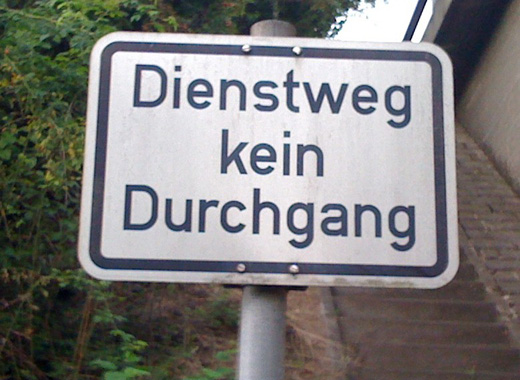 Dienstweg
kein
Durchgang